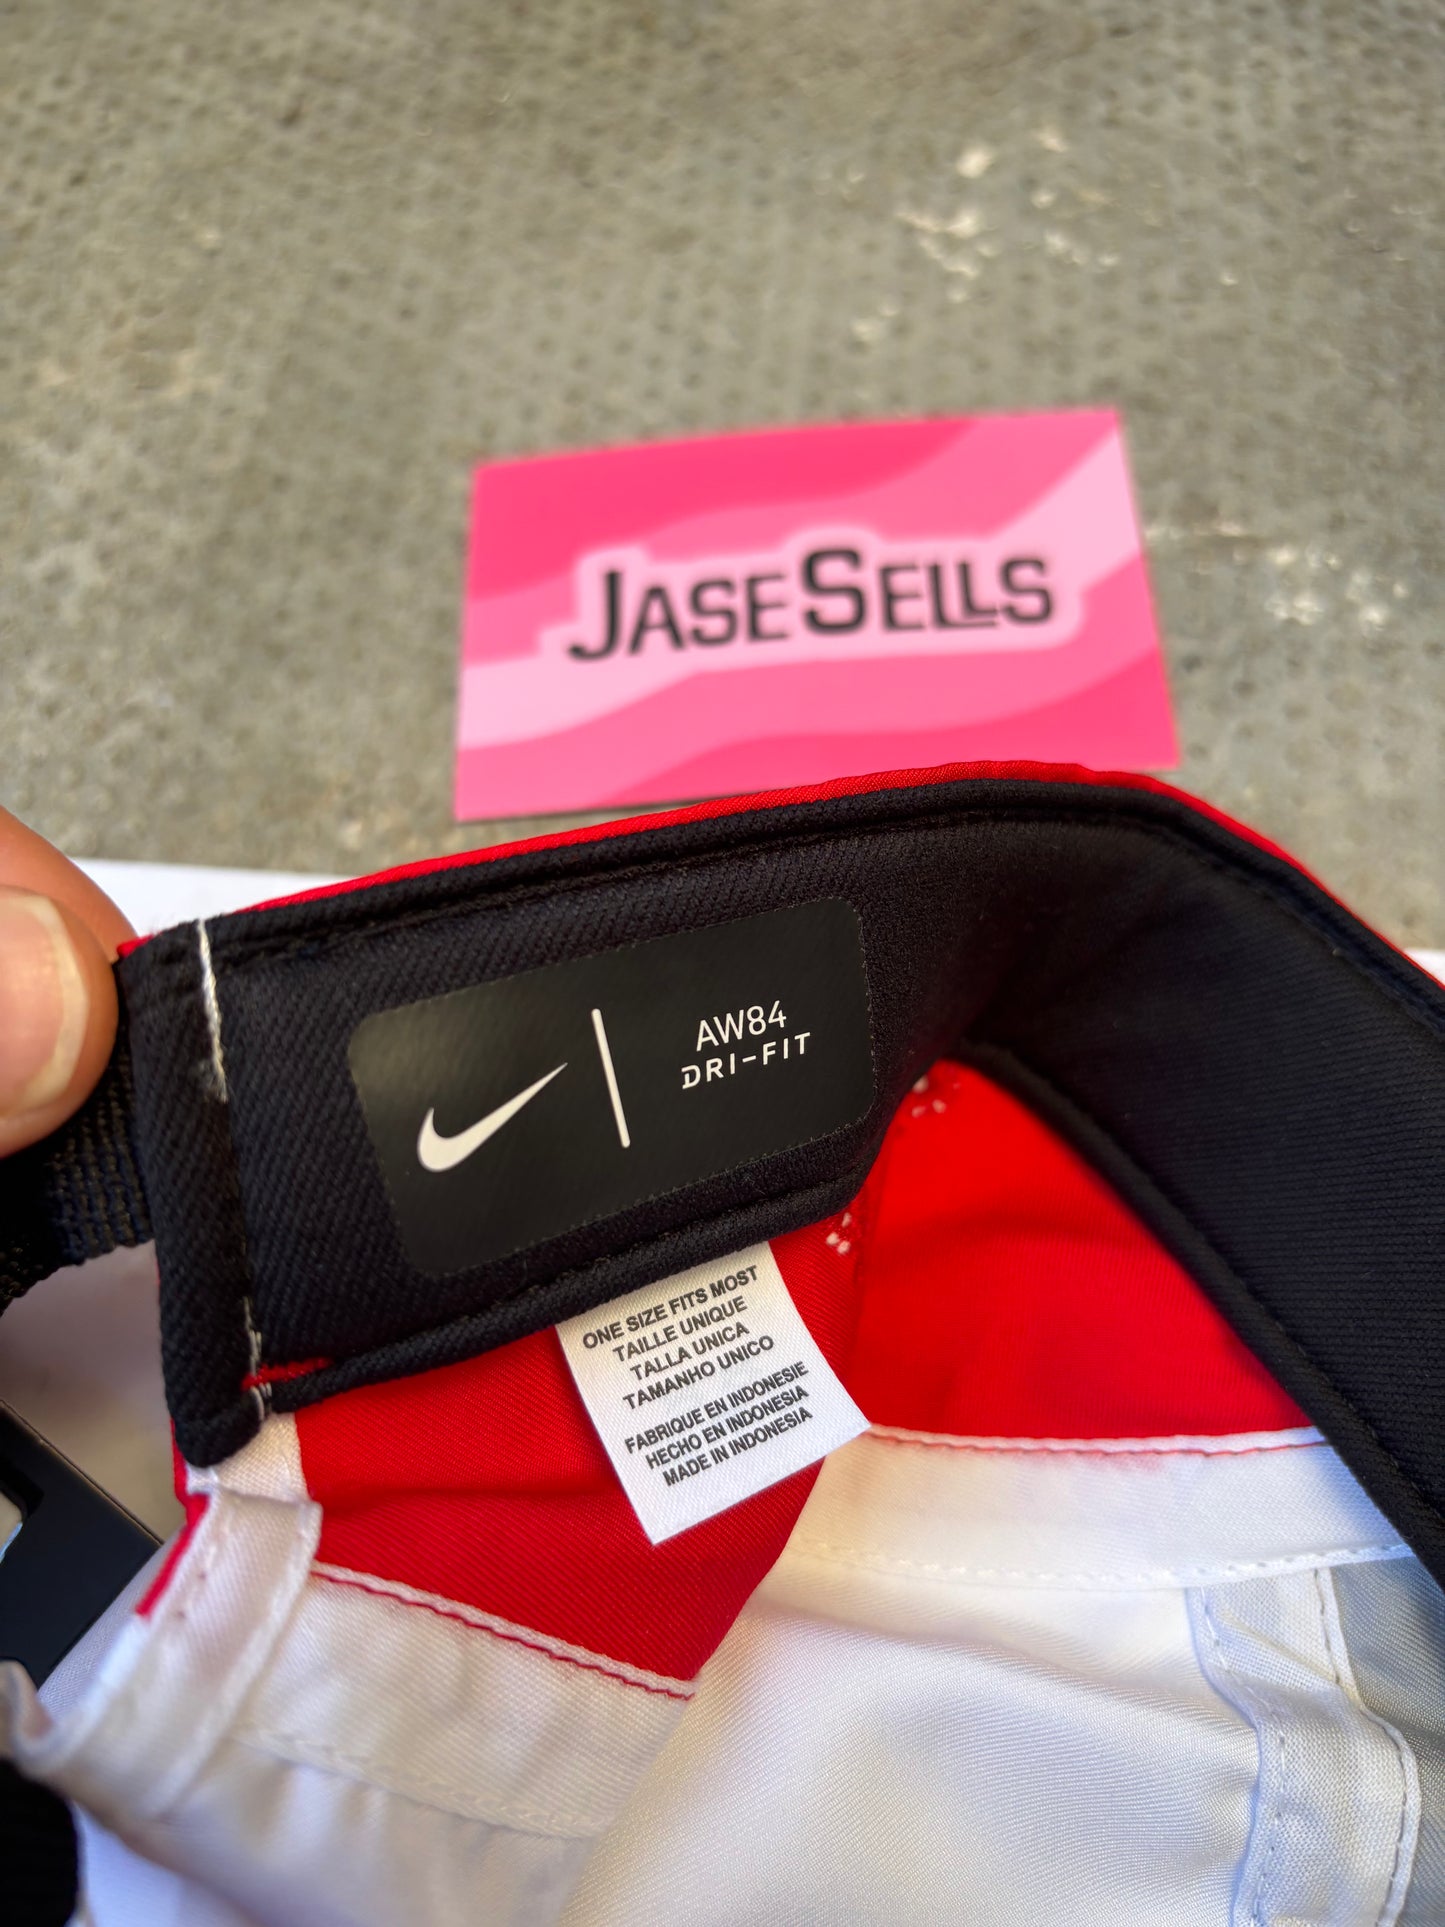 JASESELLS
AW84
DRI-FIT
ONE SIZE FITS MOST
TAILLE UNIQUE
TALLA UNICA
TAMANHO UNICO
FABRIQUE EN INDONESIE
HECHO EN INDONESIA
MADE IN INDONESIA